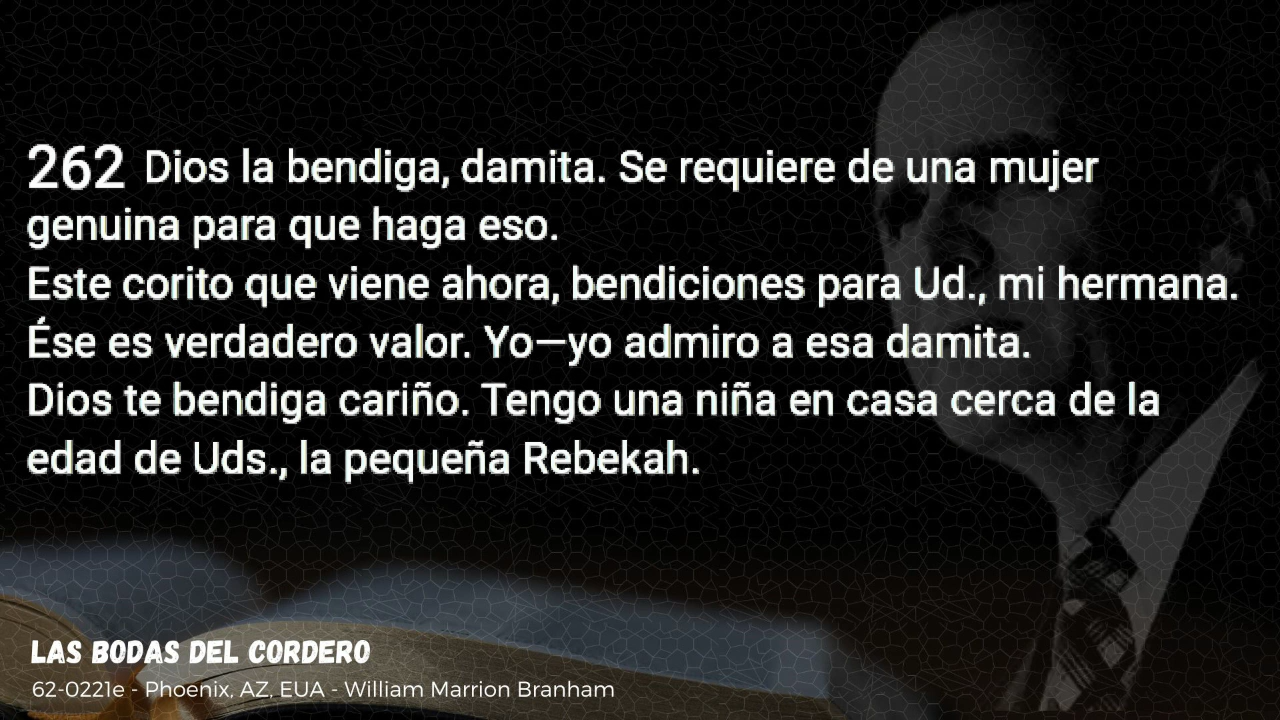 262 Dios la bendiga, damita. Se requiere de una mujer
genuina para que haga eso.
Este corito que viene ahora, bendiciones para Ud., mi hermana.
Ése es verdadero valor. Yo—yo admiro a esa damita.
Dios te bendiga cariño. Tengo una niña en casa cerca de la
edad de Uds., la pequeña Rebekah.
LAS BODAS DEL CORDERO
62-0221e - Phoenix, AZ, EUA - William Marrion Branham